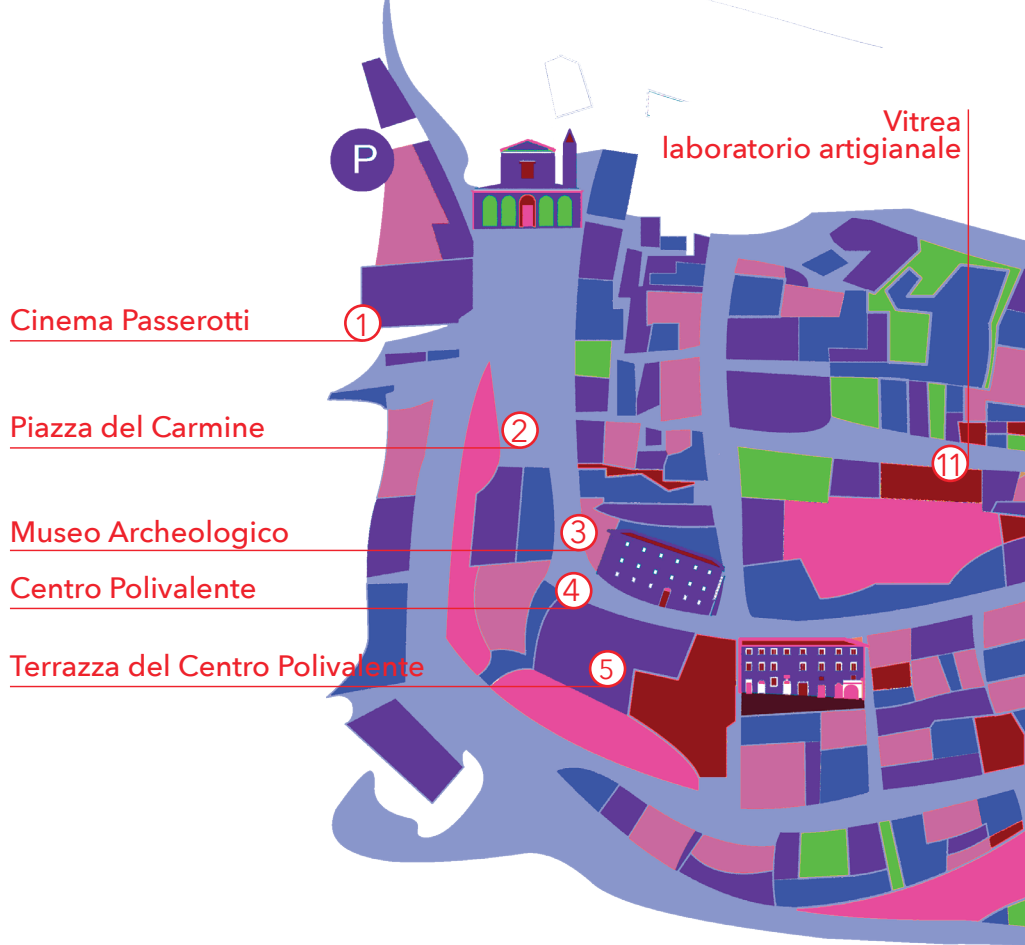 Vitrea
laboratorio artigianale
P
Cinema Passerotti
1
Piazza del Carmine
2
11
Museo Archeologico
3
Centro Polivalente
4
Terrazza del Centro Polivalente
5